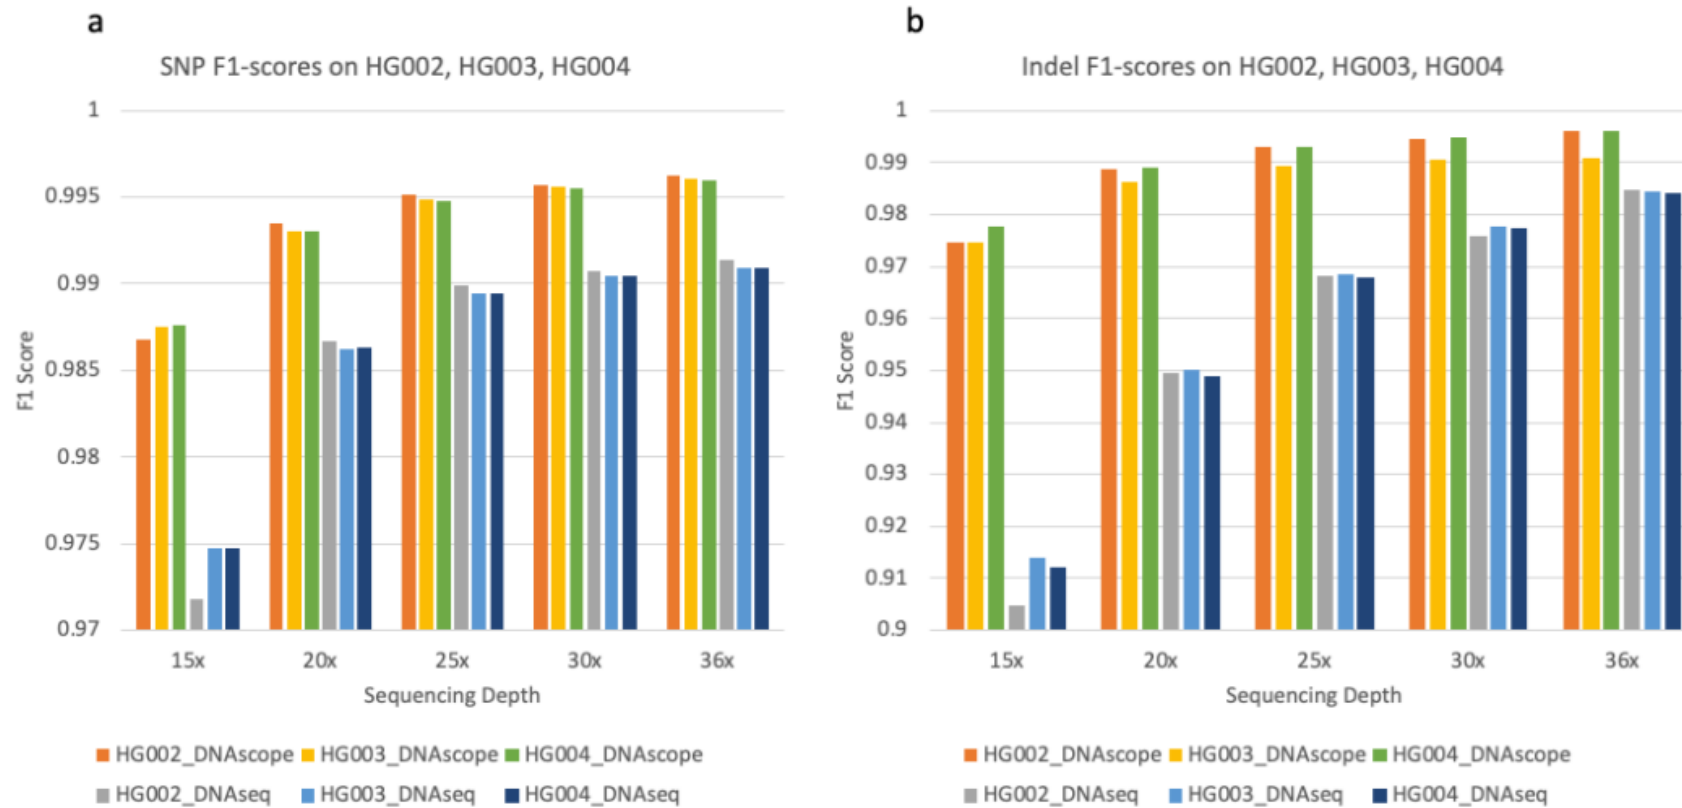 a
SNP F1-scores on HG002, HG003, HG004
1
0.995
0.99
0.985
0.98
0.975
0.97
F1 Score
15x 20x 25x 30x 36x
Sequencing Depth
HG002_DNAscope HG003_DNAscope HG004_DNAscope
HG002_DNAseq HG003_DNAseq HG004_DNAseq
b
Indel F1-scores on HG002, HG003, HG004
1
0.99
0.98
0.97
0.96
0.95
0.94
0.93
0.92
0.91
0.9
F1 Score
15x 20x 25x 30x 36x
Sequencing Depth
HG002_DNAscope HG003_DNAscope HG004_DNAscope
HG002_DNAseq HG003_DNAseq HG004_DNAseq